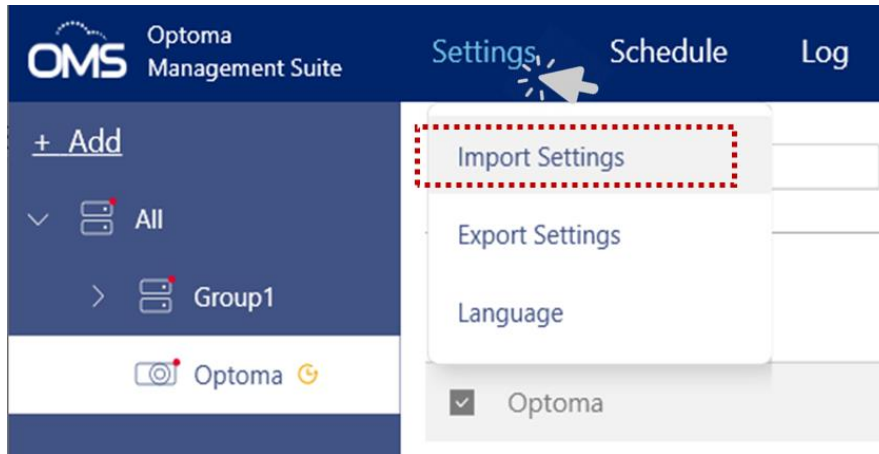 OMS
Optoma
Management Suite
Settings
Schedule
Log
+ Add
All
Group1
Optoma
Import Settings
Export Settings
Language
Optoma